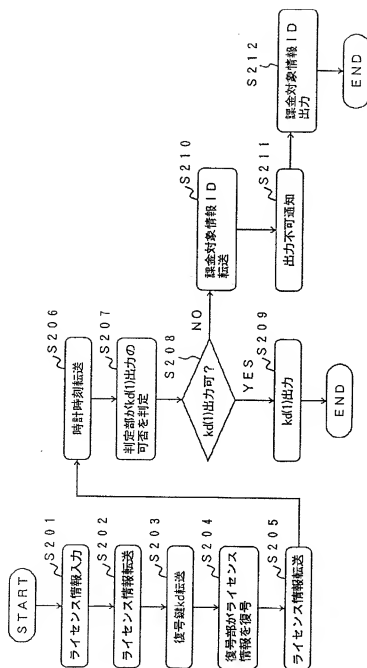 START
S201
ライセンス情報入力
S202
ライセンス情報転送
S203
復号鍵kd転送
S204
復号部がライセンス
情報を復号
S205
ライセンス情報転送
S206
時計時刻転送
S207
判定部がkd(1)出力の
可否を判定
S208
kd(1)出力可?
NO
YES
S209
kd(1)出力
END
S210
課金対象情報ID
転送
S211
出力不可通知
S212
課金対象情報ID
出力
END